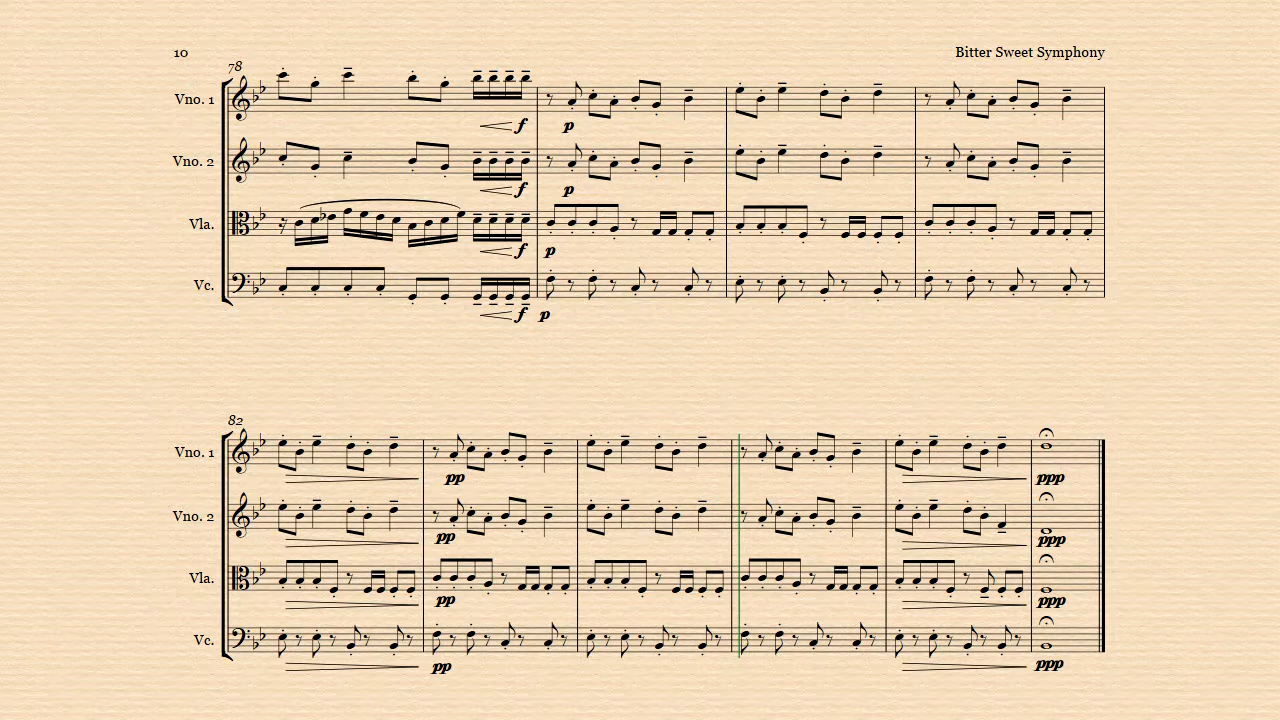 10 Bitter Sweet Symphony
78
Vno. 1
f p
Vno. 2
f p
Vla.
f p
Vc.
f p
82
Vno. 1
pp ppp
Vno. 2
pp ppp
Vla.
pp ppp
Vc.
pp ppp